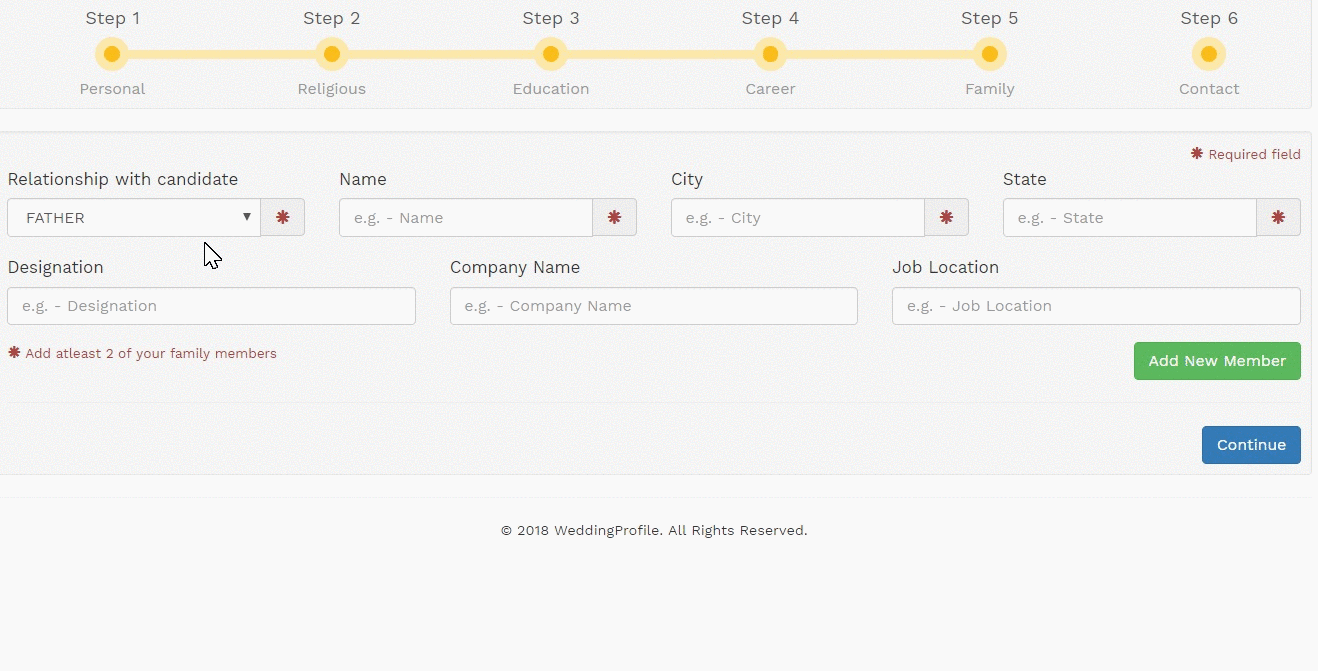 Step 1 Step 2 Step 3 Step 4 Step 5 Step 6
Personal Religious Education Career Family Contact
✱ Required field
Relationship with candidate Name City State
FATHER ▼ ✱ e.g. - Name ✱ e.g. - City ✱ e.g. - State ✱
Designation Company Name Job Location
e.g. - Designation e.g. - Company Name e.g. - Job Location
✱ Add atleast 2 of your family members
Add New Member
Continue
© 2018 WeddingProfile. All Rights Reserved.